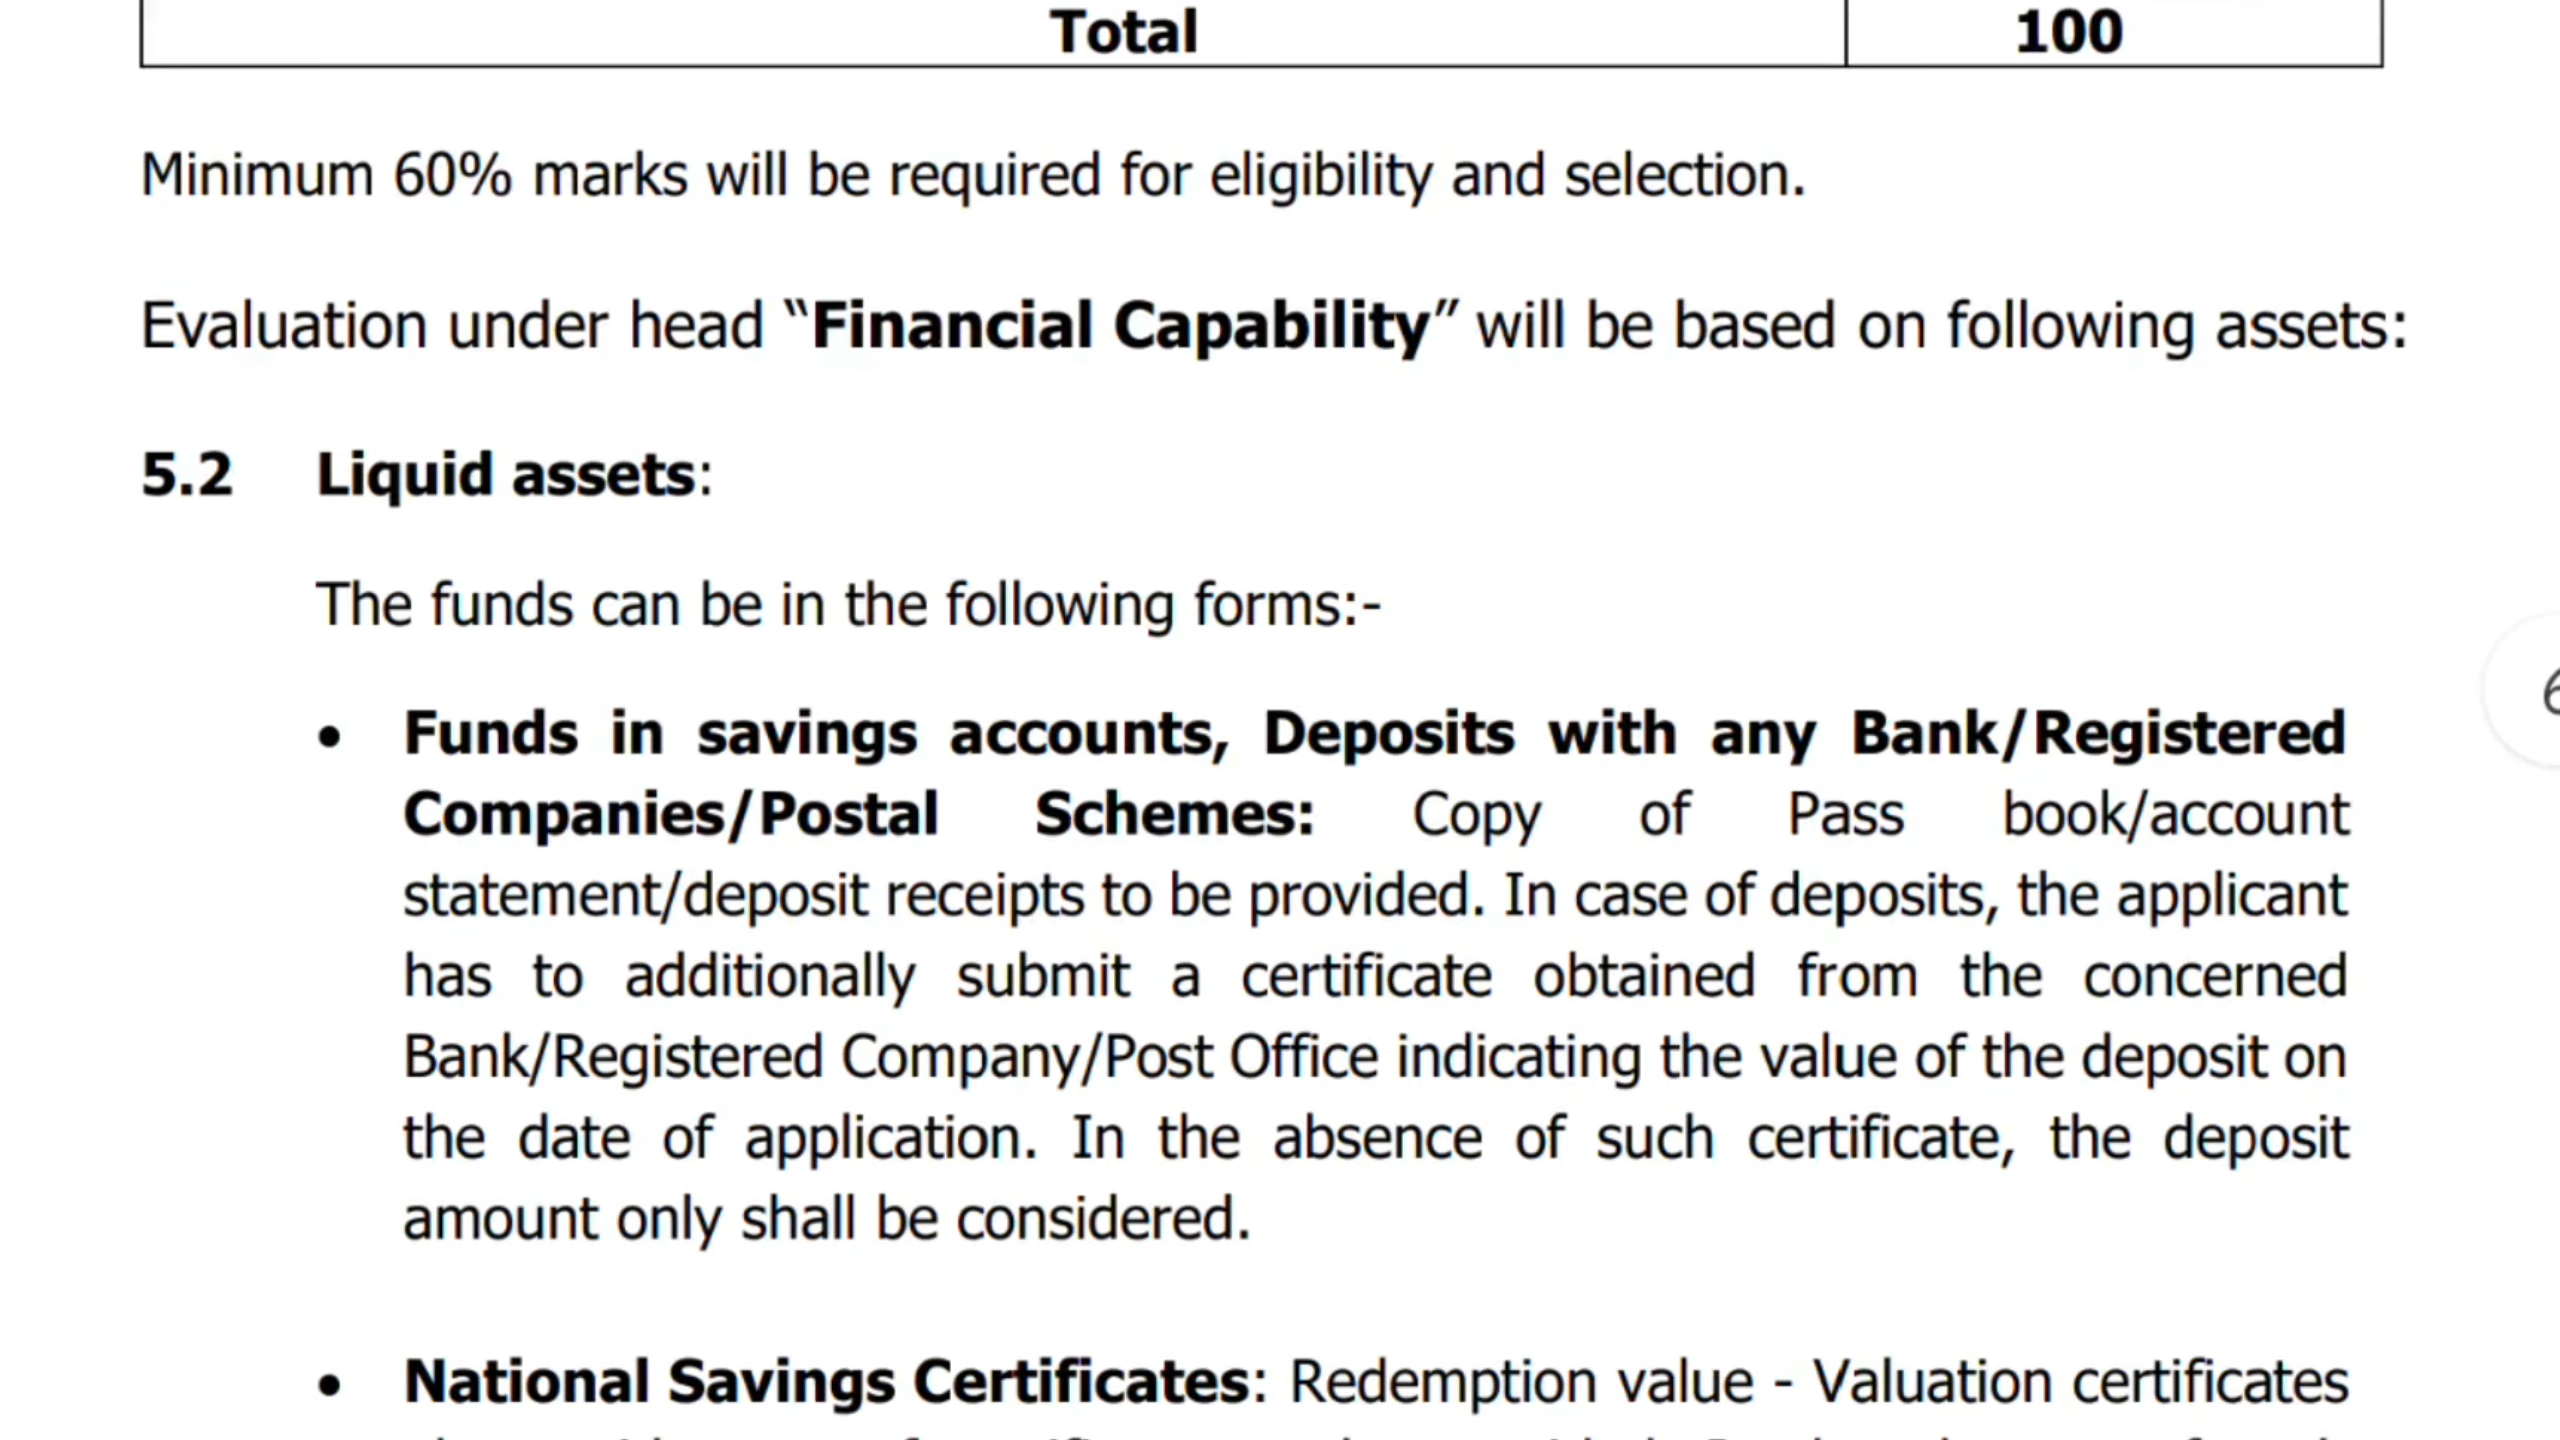 Total 100
Minimum 60% marks will be required for eligibility and selection.
Evaluation under head “Financial Capability” will be based on following assets:
5.2 Liquid assets:
The funds can be in the following forms:-
• Funds in savings accounts, Deposits with any Bank/Registered
Companies/Postal Schemes: Copy of Pass book/account
statement/deposit receipts to be provided. In case of deposits, the applicant
has to additionally submit a certificate obtained from the concerned
Bank/Registered Company/Post Office indicating the value of the deposit on
the date of application. In the absence of such certificate, the deposit
amount only shall be considered.
• National Savings Certificates: Redemption value - Valuation certificates